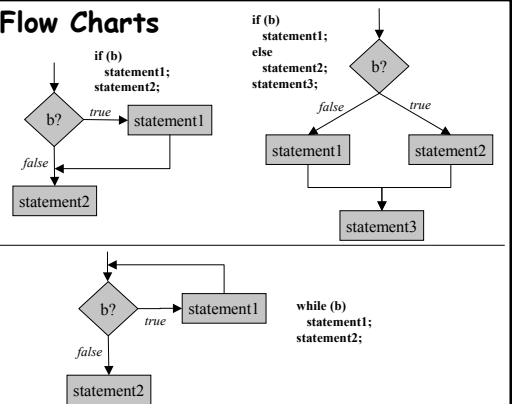 Flow Charts
if (b)
statement1;
statement2;
b?
true
statement1
false
statement2
if (b)
statement1;
else
statement2;
statement3;
b?
false
true
statement1
statement2
statement3
b?
true
statement1
false
statement2
while (b)
statement1;
statement2;